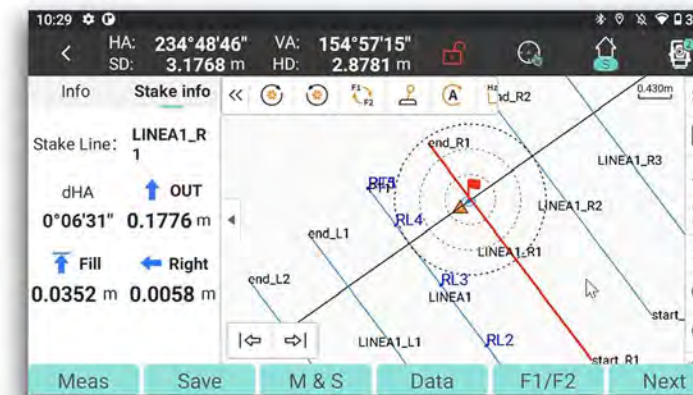 10:29
HA: 234°48'46" VA: 154°57'15"
SD: 3.1768 m HD: 2.8781 m
S
Info Stake info
Stake Line: LINEA1_R
1
dHA OUT
0°06'31" 0.1776 m
Fill Right
0.0352 m 0.0058 m
F1 F2
A
Hz
0.430m
end_R2
end_R1
LINEA1_R3
LINEA1_R2
RL4
end_L1
LINEA1_R1
end_L2
RL3
LINEA1
start_
LINEA1_L1
RL2
start_R1
Meas Save M & S Data F1/F2 Next